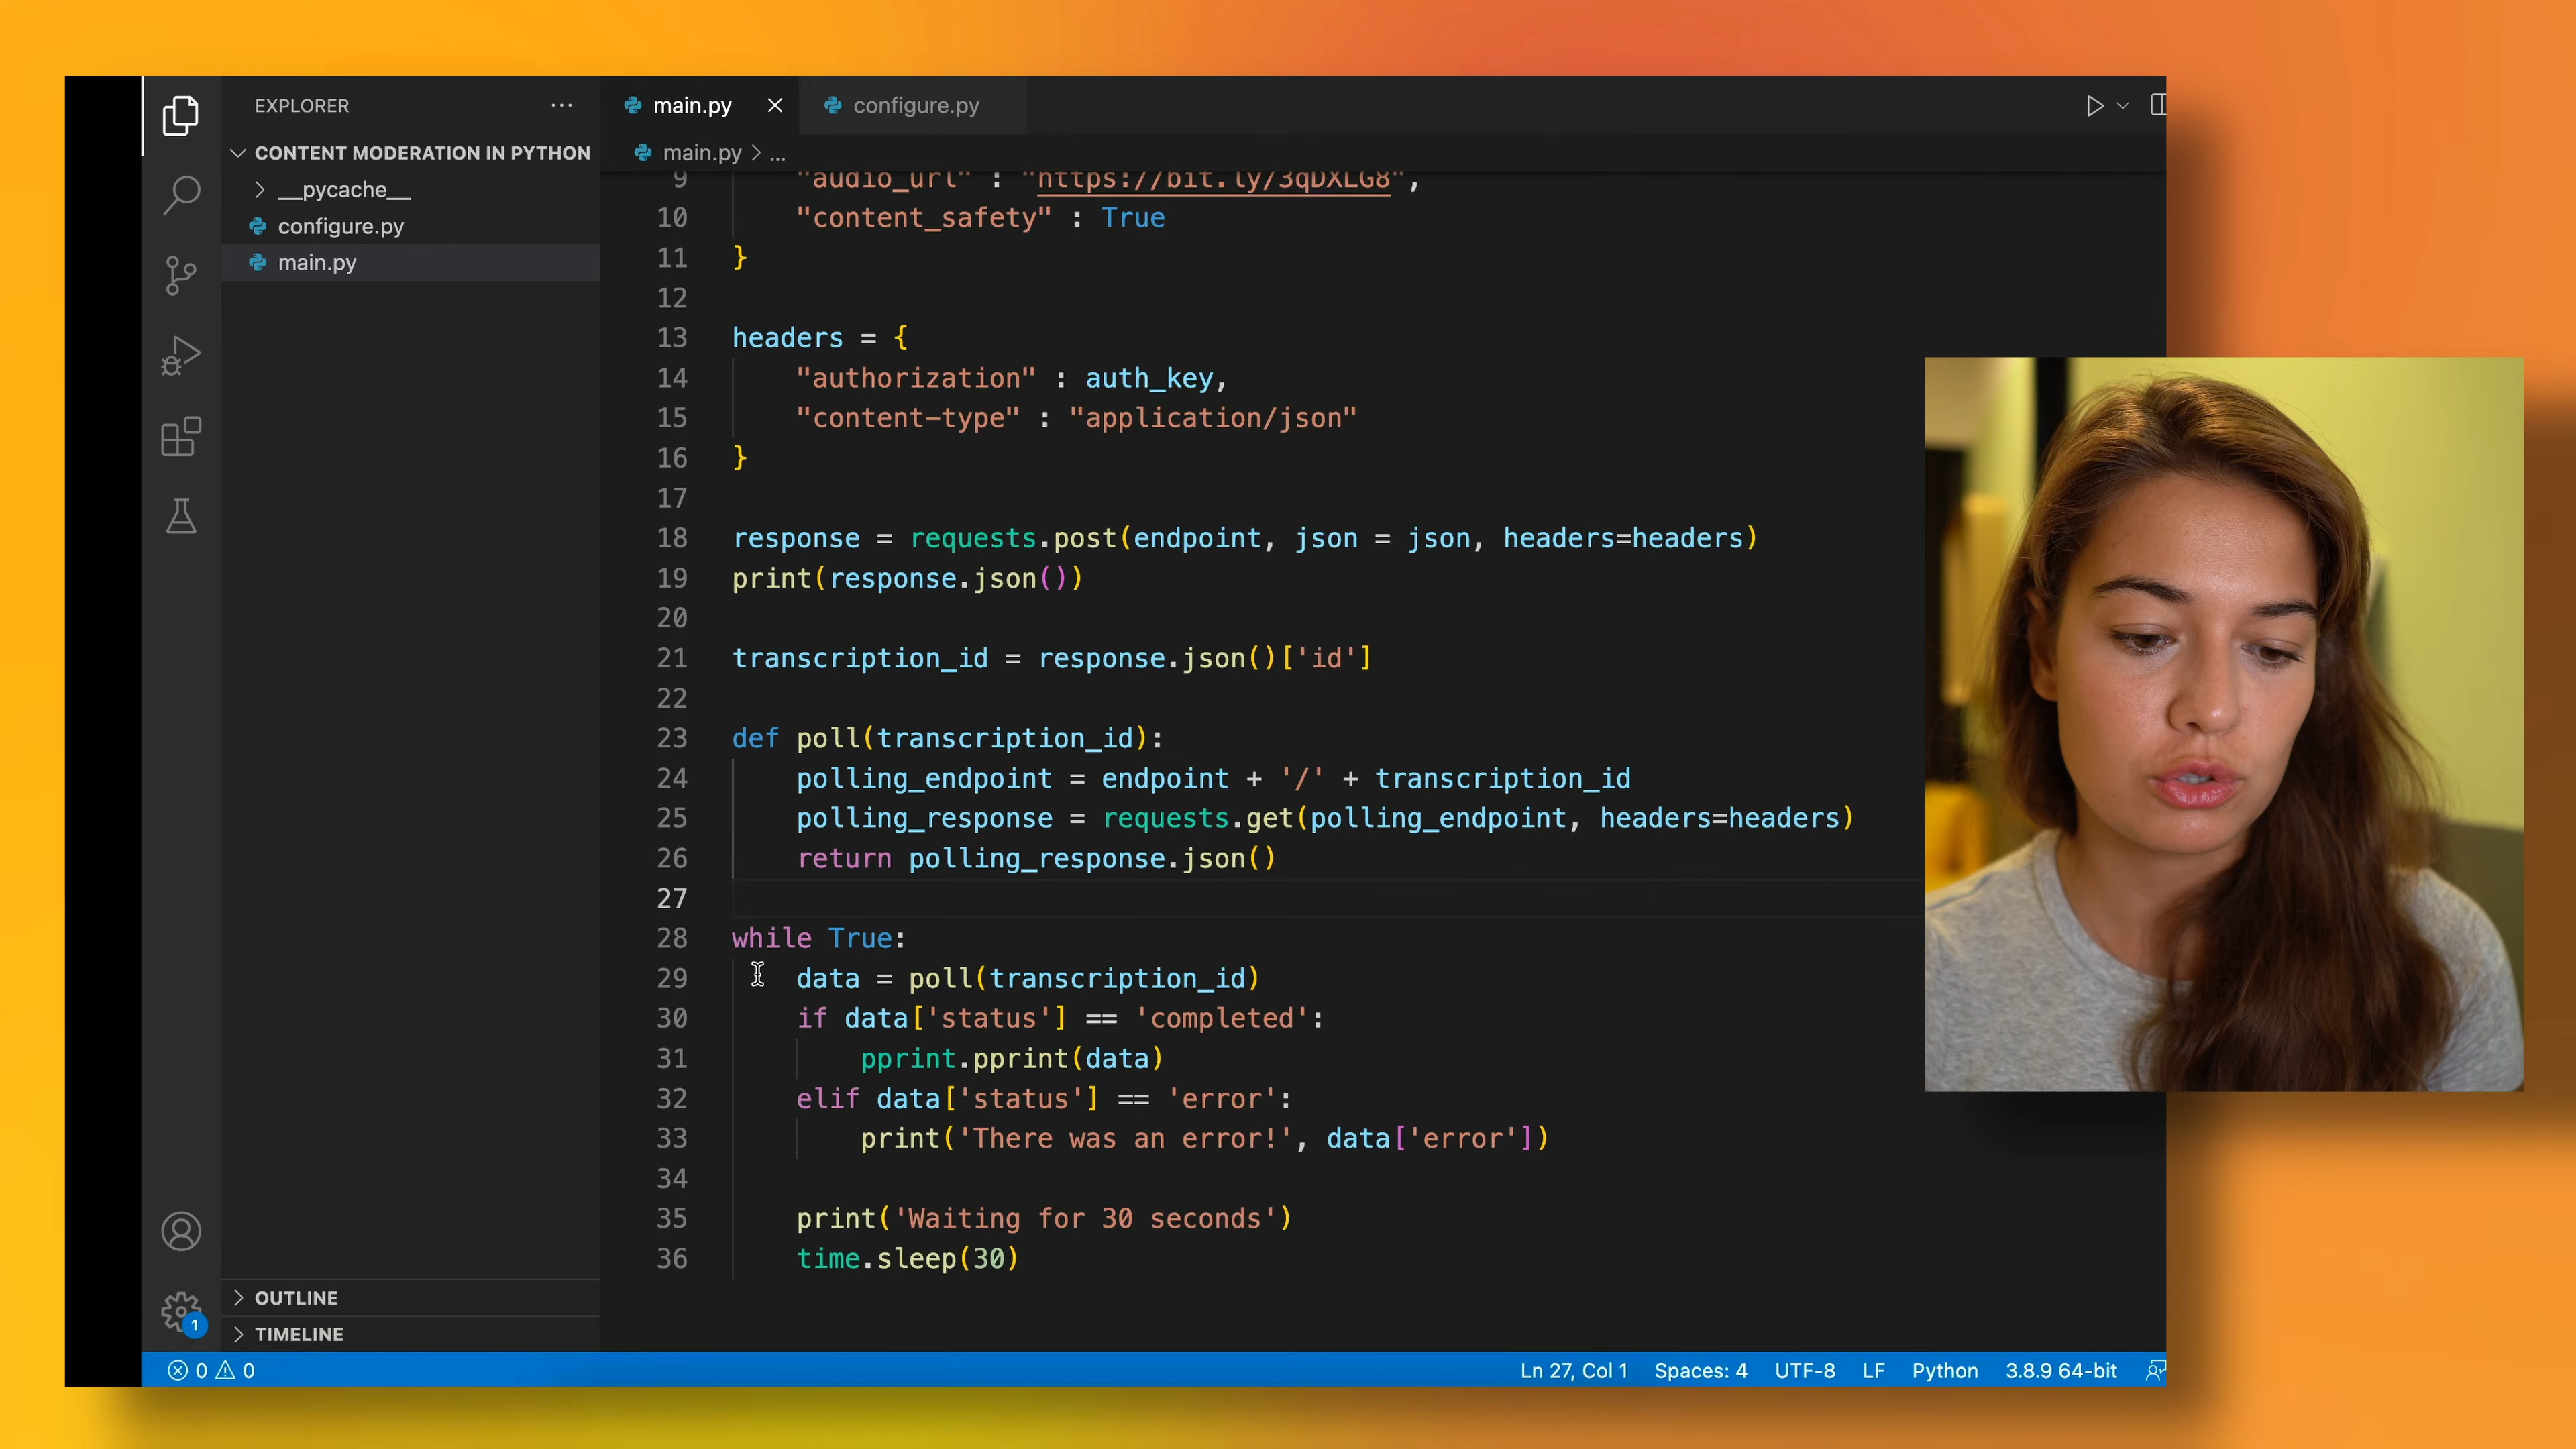 EXPLORER
CONTENT MODERATION IN PYTHON
__pycache__
configure.py
main.py
main.py
configure.py
main.py > ...
9 "audio_url" : "https://bit.ly/3qDXLG8",
10 "content_safety" : True
11 }
12
13 headers = {
14 "authorization" : auth_key,
15 "content-type" : "application/json"
16 }
17
18 response = requests.post(endpoint, json = json, headers=headers)
19 print(response.json())
20
21 transcription_id = response.json()['id']
22
23 def poll(transcription_id):
24 polling_endpoint = endpoint + '/' + transcription_id
25 polling_response = requests.get(polling_endpoint, headers=headers)
26 return polling_response.json()
27
28 while True:
29 data = poll(transcription_id)
30 if data['status'] == 'completed':
31 pprint.pprint(data)
32 elif data['status'] == 'error':
33 print('There was an error!', data['error'])
34
35 print('Waiting for 30 seconds')
36 time.sleep(30)
OUTLINE
TIMELINE
1
0 0
Ln 27, Col 1 Spaces: 4 UTF-8 LF Python 3.8.9 64-bit